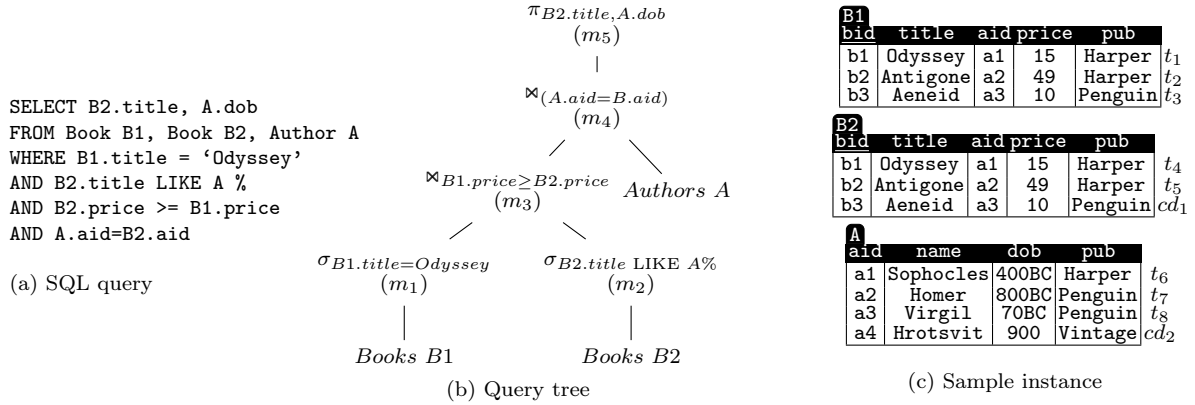 SELECT B2.title, A.dob
FROM Book B1, Book B2, Author A
WHERE B1.title = ‘Odyssey’
AND B2.title LIKE A %
AND B2.price >= B1.price
AND A.aid=B2.aid
(a) SQL query
π B2.title,A.dob
(m5)
⋈ (A.aid=B.aid)
(m4)
⋈ B1.price≥B2.price
(m3)
Authors A
σ B1.title=Odyssey
(m1)
σ B2.title LIKE A%
(m2)
Books B1
Books B2
(b) Query tree
B1
bid title aid price pub
b1 Odyssey a1 15 Harper t1
b2 Antigone a2 49 Harper t2
b3 Aeneid a3 10 Penguin t3
B2
bid title aid price pub
b1 Odyssey a1 15 Harper t4
b2 Antigone a2 49 Harper t5
b3 Aeneid a3 10 Penguin cd1
A
aid name dob pub
a1 Sophocles 400BC Harper t6
a2 Homer 800BC Penguin t7
a3 Virgil 70BC Penguin t8
a4 Hrotsvit 900 Vintage cd2
(c) Sample instance